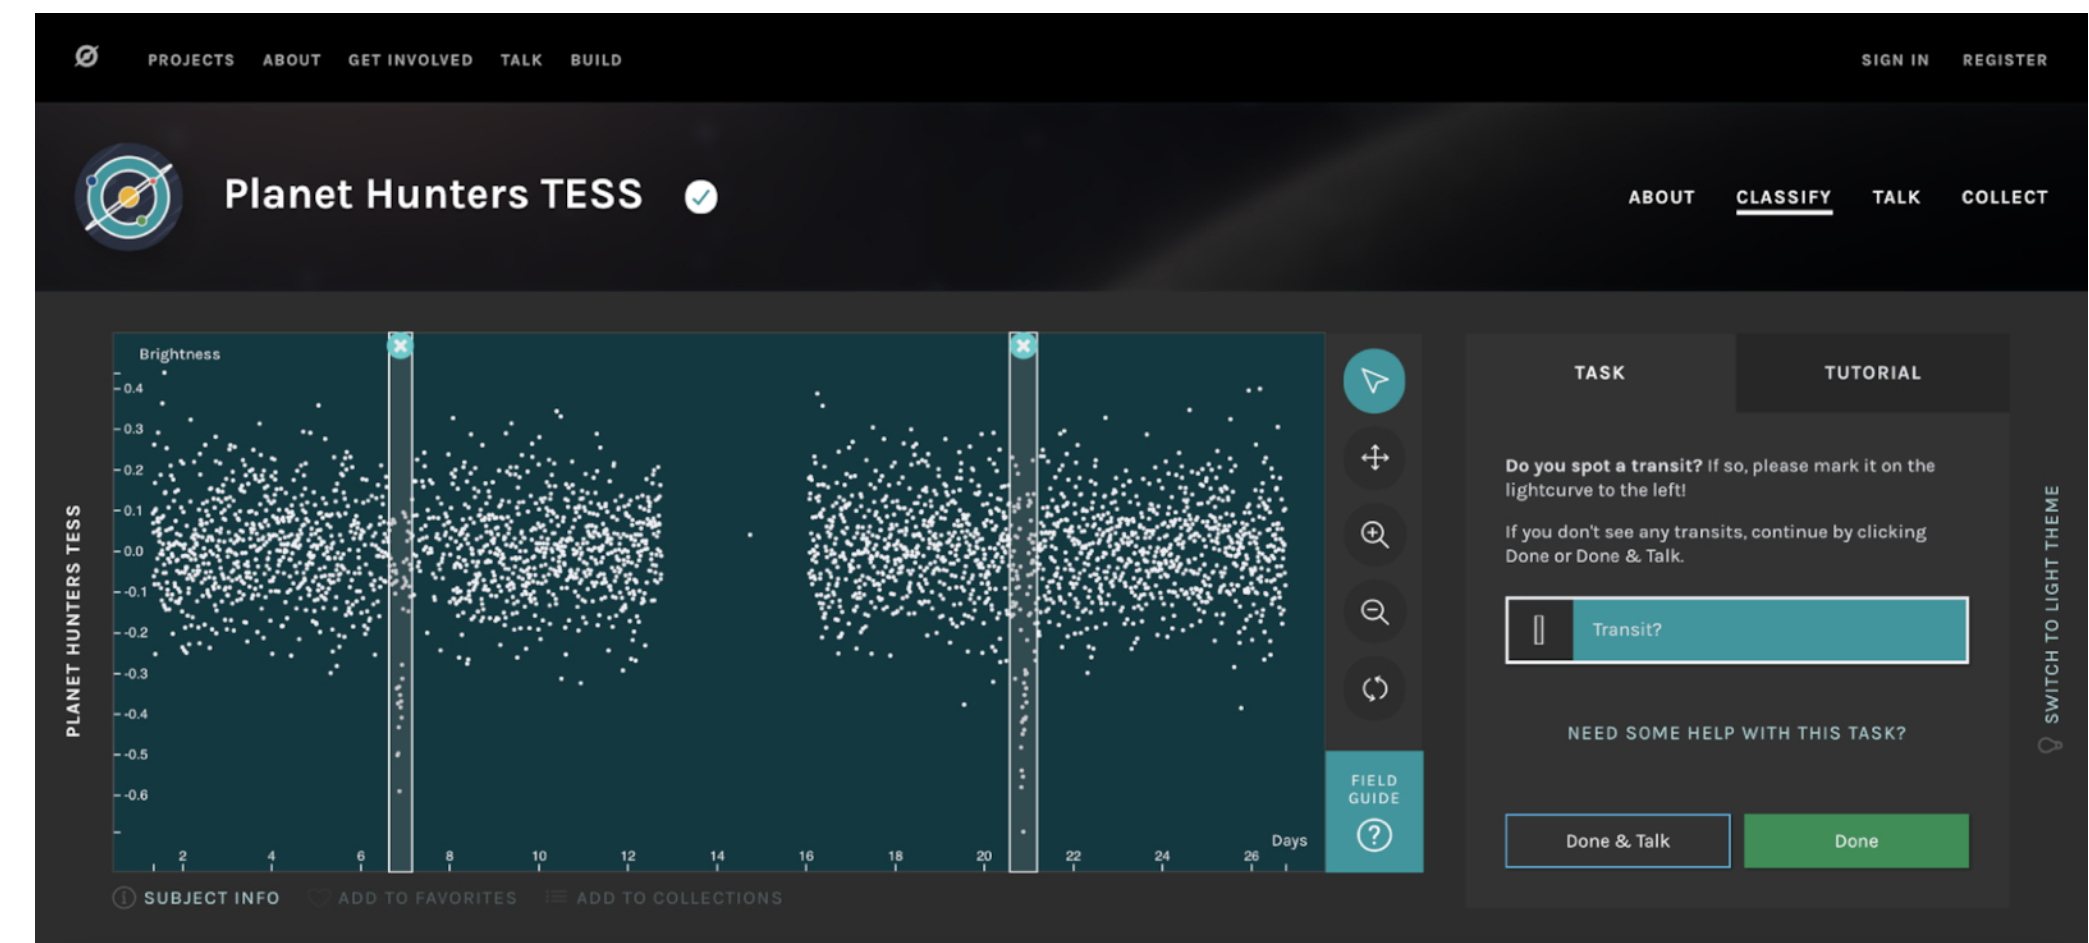 PROJECTS ABOUT GET INVOLVED TALK BUILD SIGN IN REGISTER
Planet Hunters TESS ABOUT CLASSIFY TALK COLLECT
PLANET HUNTERS TESS
Brightness
0.4
0.3
0.2
0.1
0.0
-0.1
-0.2
-0.3
-0.4
-0.5
-0.6
Days
2 4 6 8 10 12 14 16 18 20 22 24 26
SUBJECT INFO ADD TO FAVORITES ADD TO COLLECTIONS
FIELD
GUIDE
?
TASK TUTORIAL
Do you spot a transit? If so, please mark it on the
lightcurve to the left!
If you don't see any transits, continue by clicking
Done or Done & Talk.
Transit?
NEED SOME HELP WITH THIS TASK?
Done & Talk Done
SWITCH TO LIGHT THEME